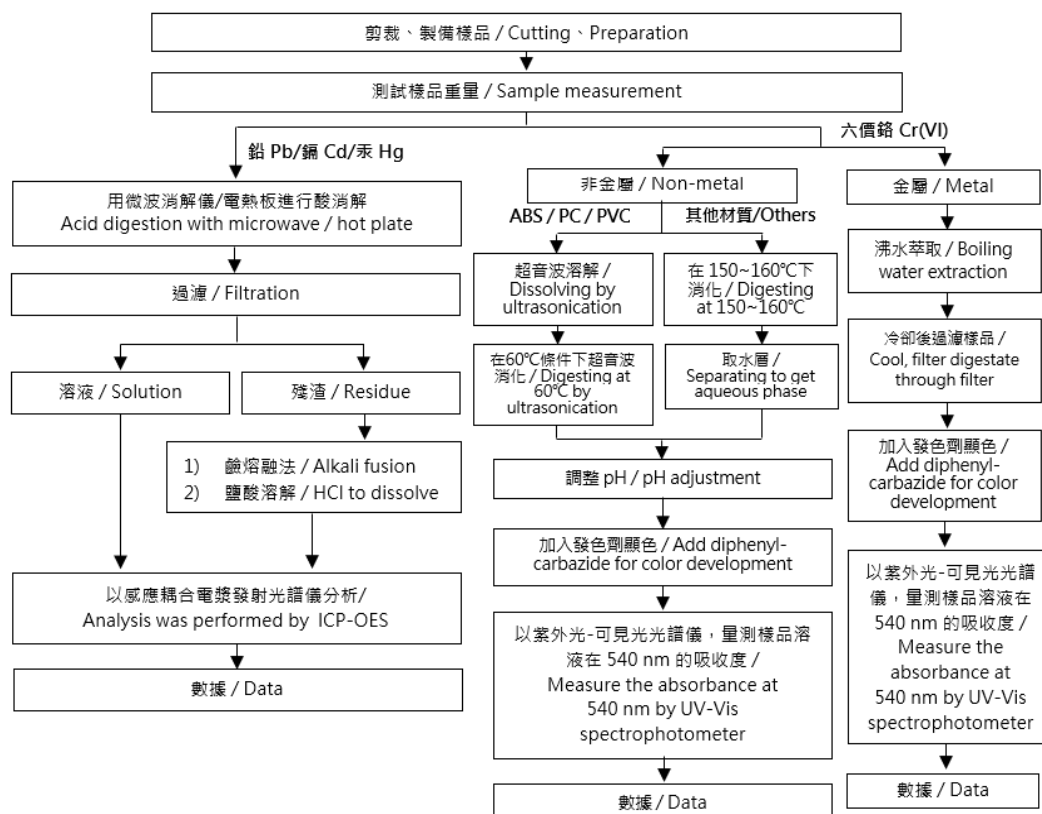 剪裁、製備樣品 / Cutting、Preparation
測試樣品重量 / Sample measurement
鉛 Pb/鎘 Cd/汞 Hg
用微波消解儀/電熱板進行酸消解
Acid digestion with microwave / hot plate
過濾 / Filtration
溶液 / Solution
殘渣 / Residue
1) 鹼熔融法 / Alkali fusion
2) 鹽酸溶解 / HCl to dissolve
以感應耦合電漿發射光譜儀分析/
Analysis was performed by ICP-OES
數據 / Data
六價鉻 Cr(VI)
非金屬 / Non-metal
ABS / PC / PVC
超音波溶解 /
Dissolving by
ultrasonication
在60℃條件下超音波
消化 / Digesting at
60℃ by
ultrasonication
其他材質/Others
在 150~160℃下
消化 / Digesting
at 150~160℃
取水層 /
Separating to get
aqueous phase
調整 pH / pH adjustment
加入發色劑顯色 / Add diphenyl-
carbazide for color development
以紫外光-可見光光譜儀，量測樣品溶
液在 540 nm 的吸收度 /
Measure the absorbance at
540 nm by UV-Vis
spectrophotometer
數據 / Data
金屬 / Metal
沸水萃取 / Boiling
water extraction
冷卻後過濾樣品 /
Cool, filter digestate
through filter
加入發色劑顯色 /
Add diphenyl-
carbazide for color
development
以紫外光-可見光光譜
儀，量測樣品溶液在
540 nm 的吸收度 /
Measure the
absorbance at
540 nm by UV-Vis
spectrophotometer
數據 / Data